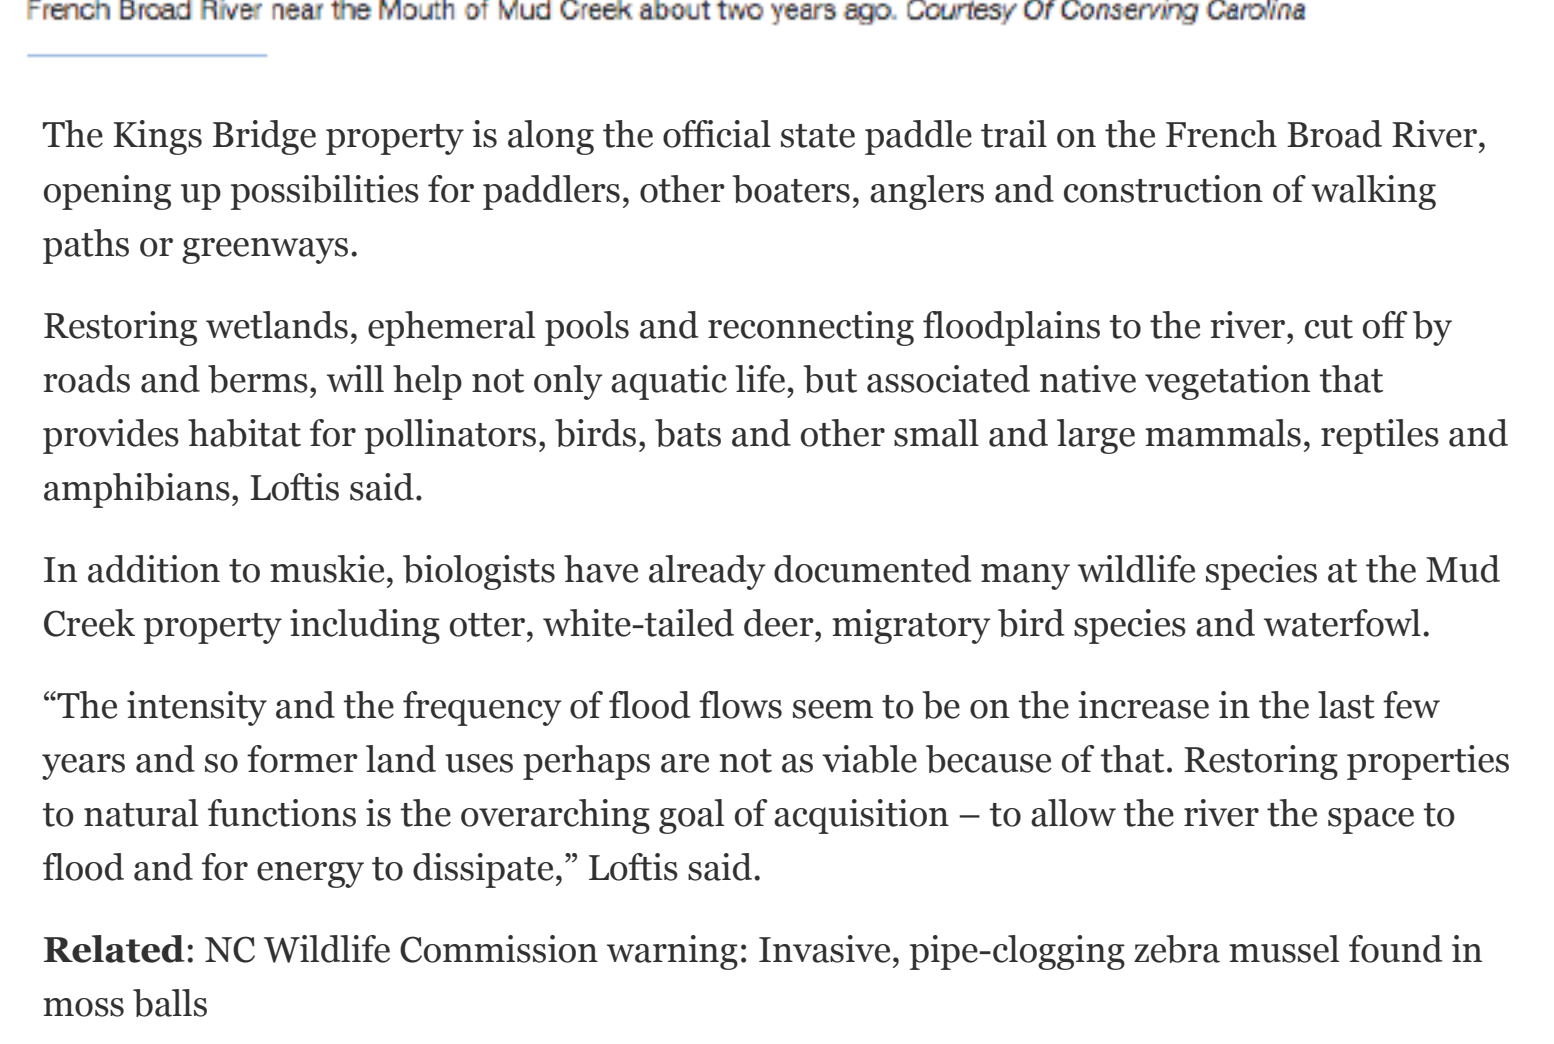 French Broad River near the Mouth of Mud Creek about two years ago. Courtesy Of Conserving Carolina
The Kings Bridge property is along the official state paddle trail on the French Broad River,
opening up possibilities for paddlers, other boaters, anglers and construction of walking
paths or greenways.
Restoring wetlands, ephemeral pools and reconnecting floodplains to the river, cut off by
roads and berms, will help not only aquatic life, but associated native vegetation that
provides habitat for pollinators, birds, bats and other small and large mammals, reptiles and
amphibians, Loftis said.
In addition to muskie, biologists have already documented many wildlife species at the Mud
Creek property including otter, white-tailed deer, migratory bird species and waterfowl.
“The intensity and the frequency of flood flows seem to be on the increase in the last few
years and so former land uses perhaps are not as viable because of that. Restoring properties
to natural functions is the overarching goal of acquisition – to allow the river the space to
flood and for energy to dissipate,” Loftis said.
Related: NC Wildlife Commission warning: Invasive, pipe-clogging zebra mussel found in
moss balls